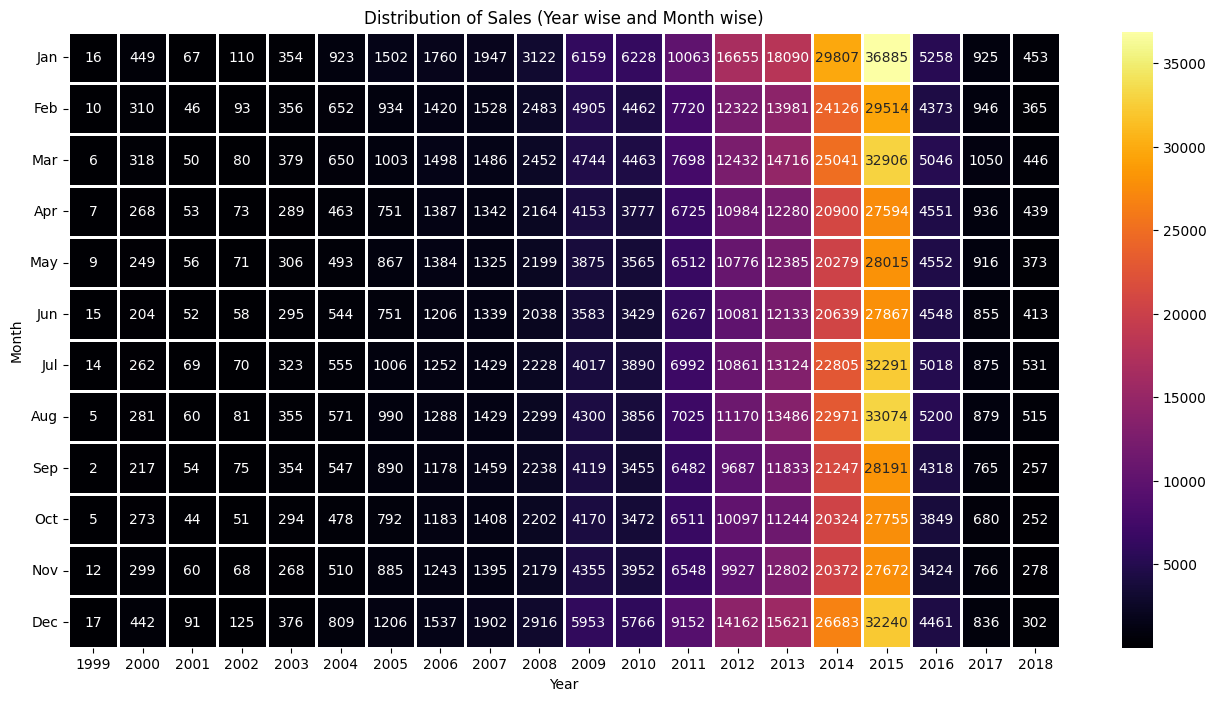 Distribution of Sales (Year wise and Month wise)
Jan 16 449 67 110 354 923 1502 1760 1947 3122 6159 6228 10063 16655 18090 29807 36885 5258 925 453
Feb 10 310 46 93 356 652 934 1420 1528 2483 4905 4462 7720 12322 13981 24126 29514 4373 946 365
Mar 6 318 50 80 379 650 1003 1498 1486 2452 4744 4463 7698 12432 14716 25041 32906 5046 1050 446
Apr 7 268 53 73 289 463 751 1387 1342 2164 4153 3777 6725 10984 12280 20900 27594 4551 936 439
May 9 249 56 71 306 493 867 1384 1325 2199 3875 3565 6512 10776 12385 20279 28015 4552 916 373
Jun 15 204 52 58 295 544 751 1206 1339 2038 3583 3429 6267 10081 12133 20639 27867 4548 855 413
Jul 14 262 69 70 323 555 1006 1252 1429 2228 4017 3890 6992 10861 13124 22805 32291 5018 875 531
Aug 5 281 60 81 355 571 990 1288 1429 2299 4300 3856 7025 11170 13486 22971 33074 5200 879 515
Sep 2 217 54 75 354 547 890 1178 1459 2238 4119 3455 6482 9687 11833 21247 28191 4318 765 257
Oct 5 273 44 51 294 478 792 1183 1408 2202 4170 3472 6511 10097 11244 20324 27755 3849 680 252
Nov 12 299 60 68 268 510 885 1243 1395 2179 4355 3952 6548 9927 12802 20372 27672 3424 766 278
Dec 17 442 91 125 376 809 1206 1537 1902 2916 5953 5766 9152 14162 15621 26683 32240 4461 836 302
1999 2000 2001 2002 2003 2004 2005 2006 2007 2008 2009 2010 2011 2012 2013 2014 2015 2016 2017 2018
Year
Month
35000
30000
25000
20000
15000
10000
5000